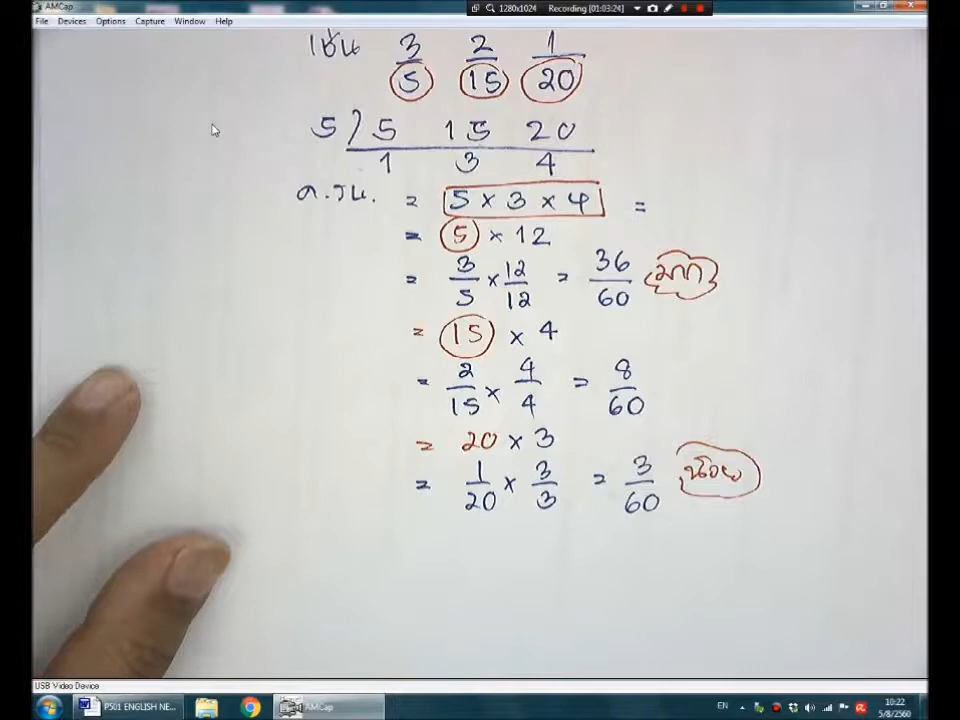 AMCap
1280x1024 Recording [01:03:24]
File Devices Options Capture Window Help
เช่น 3/5 2/15 1/20
5 ) 5 15 20
1 3 4
ค.ร.น. = 5 × 3 × 4 =
= 5 × 12
= 3/5 × 12/12 = 36/60 มาก
= 15 × 4
= 2/15 × 4/4 = 8/60
= 20 × 3
= 1/20 × 3/3 = 3/60 น้อย
USB Video Device
P501 ENGLISH NE... AMCap EN 10:22
5/8/2560